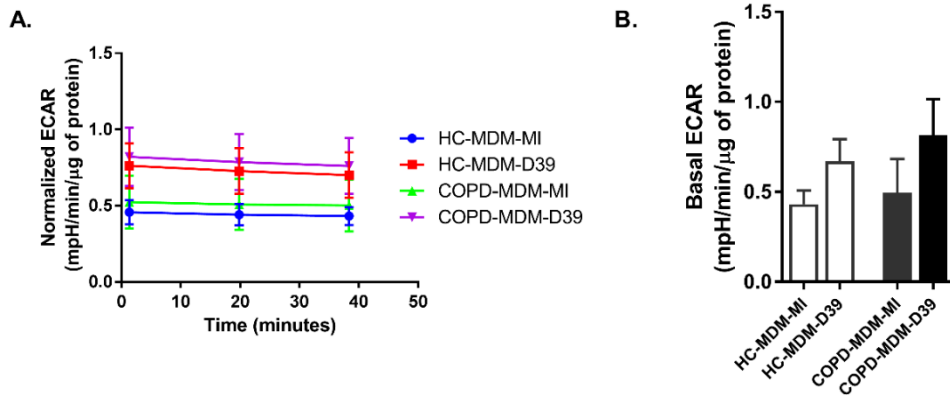 A.
Normalized ECAR
(mpH/min/µg of protein)
1.5
1.0
0.5
0.0
0 10 20 30 40 50
Time (minutes)
HC-MDM-MI
HC-MDM-D39
COPD-MDM-MI
COPD-MDM-D39
B.
Basal ECAR
(mpH/min/µg of protein)
1.5
1.0
0.5
0.0
HC-MDM-MI
HC-MDM-D39
COPD-MDM-MI
COPD-MDM-D39